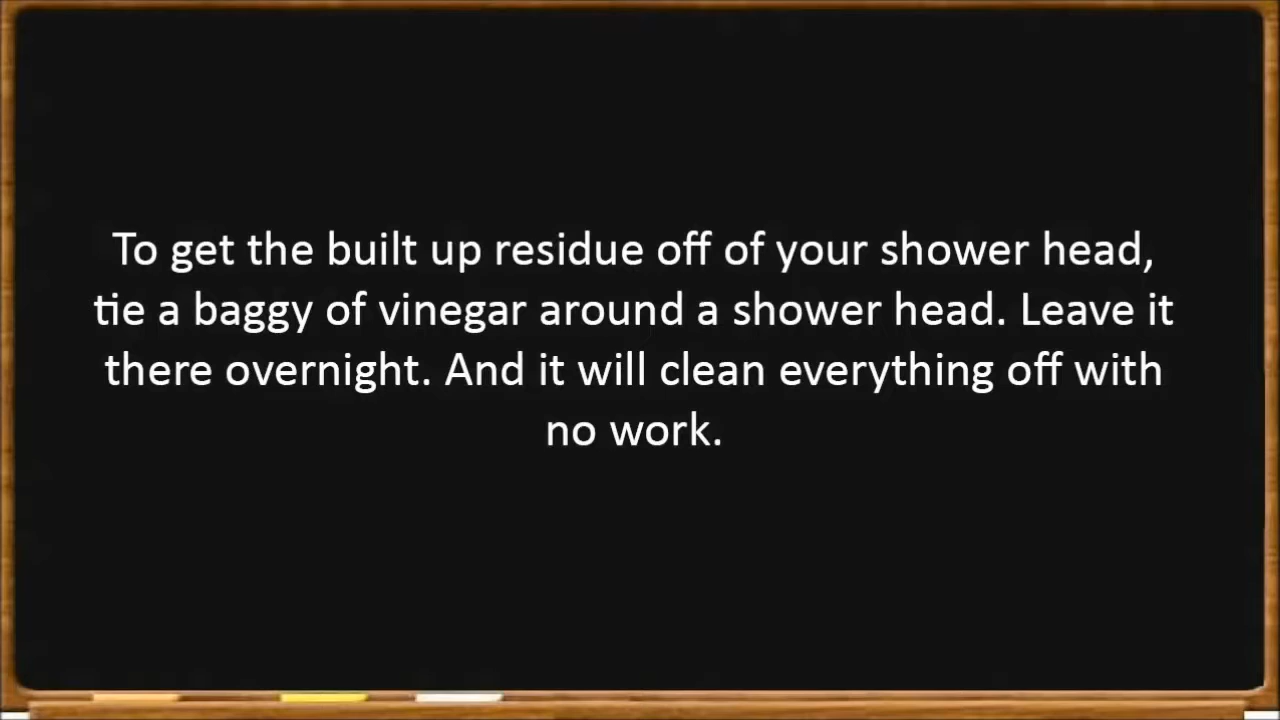 To get the built up residue off of your shower head,
tie a baggy of vinegar around a shower head. Leave it
there overnight. And it will clean everything off with
no work.